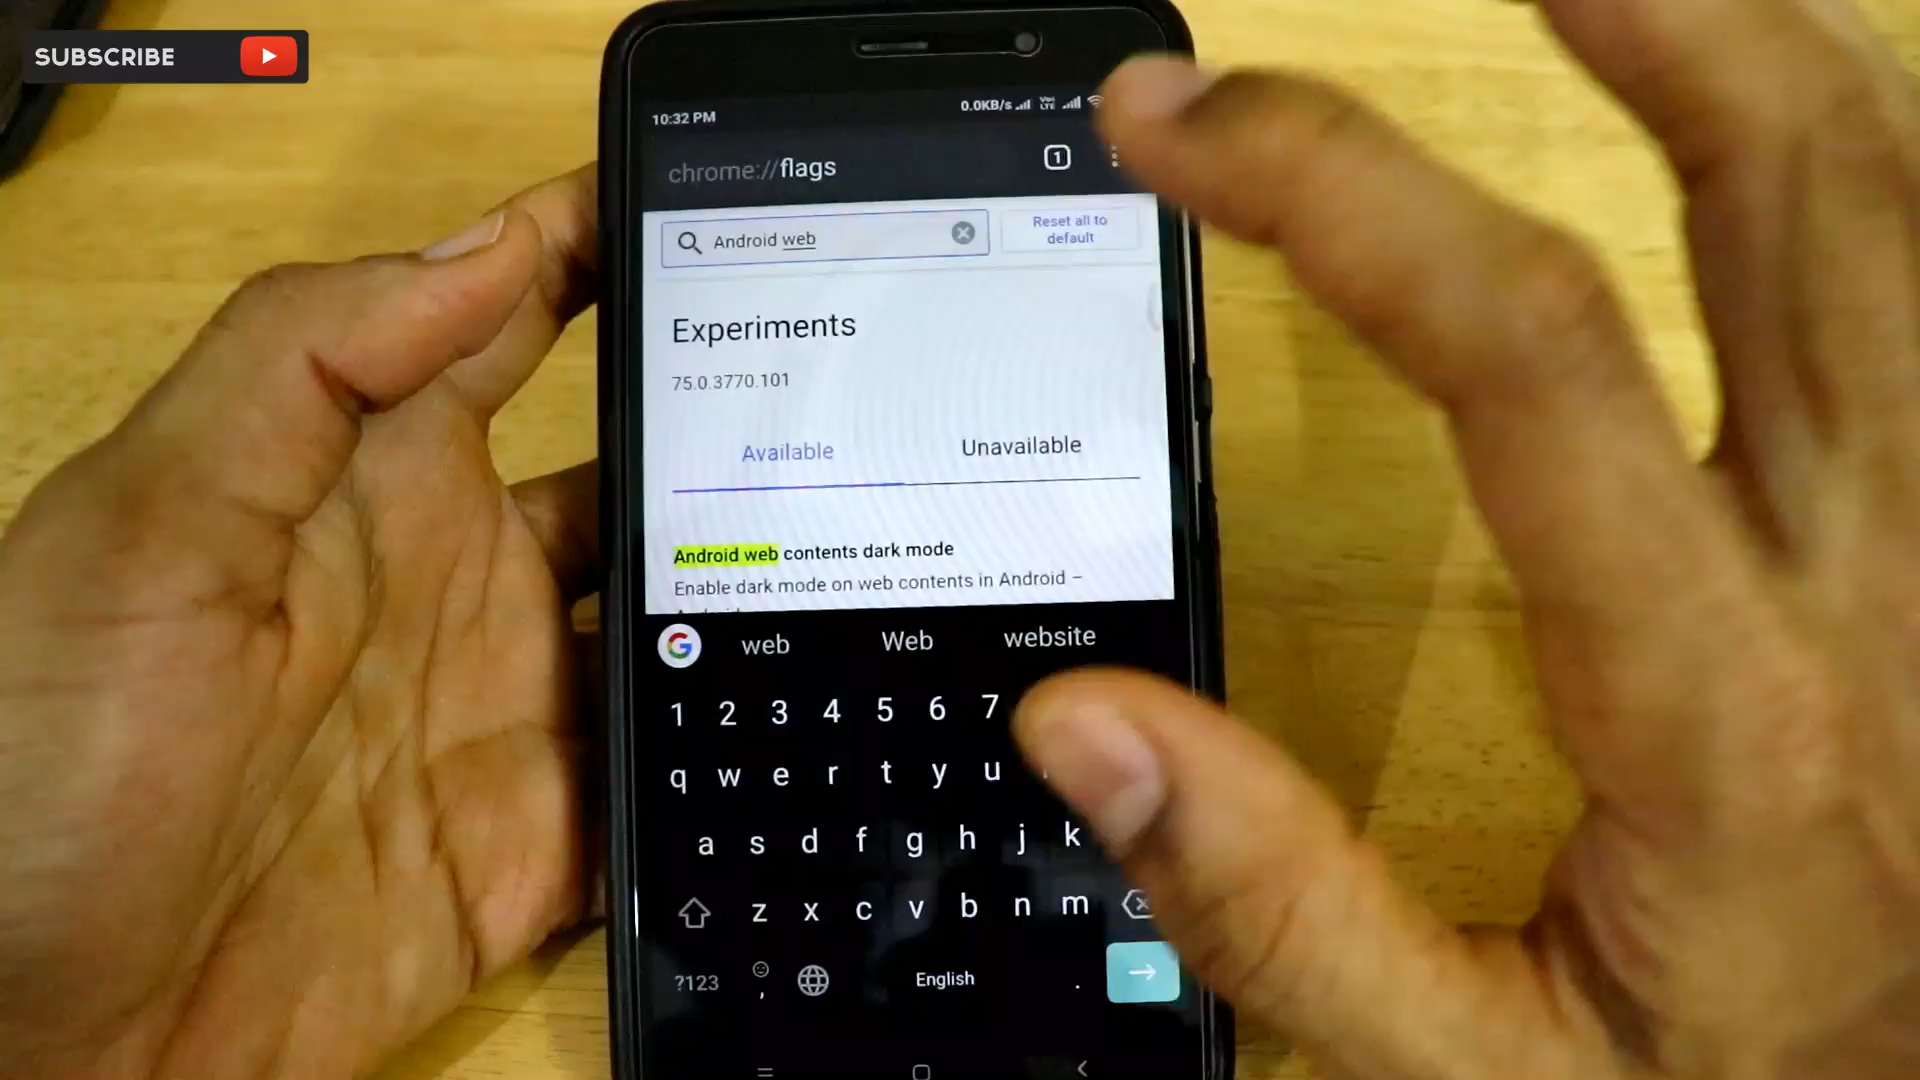 SUBSCRIBE
10:32 PM
0.0KB/s
Vo
LTE
chrome://flags
1
Android web
Reset all to
default
Experiments
75.0.3770.101
Available
Unavailable
Android web contents dark mode
Enable dark mode on web contents in Android –
G web Web website
1 2 3 4 5 6 7
q w e r t y u
a s d f g h j k
z x c v b n m
?123 , English .